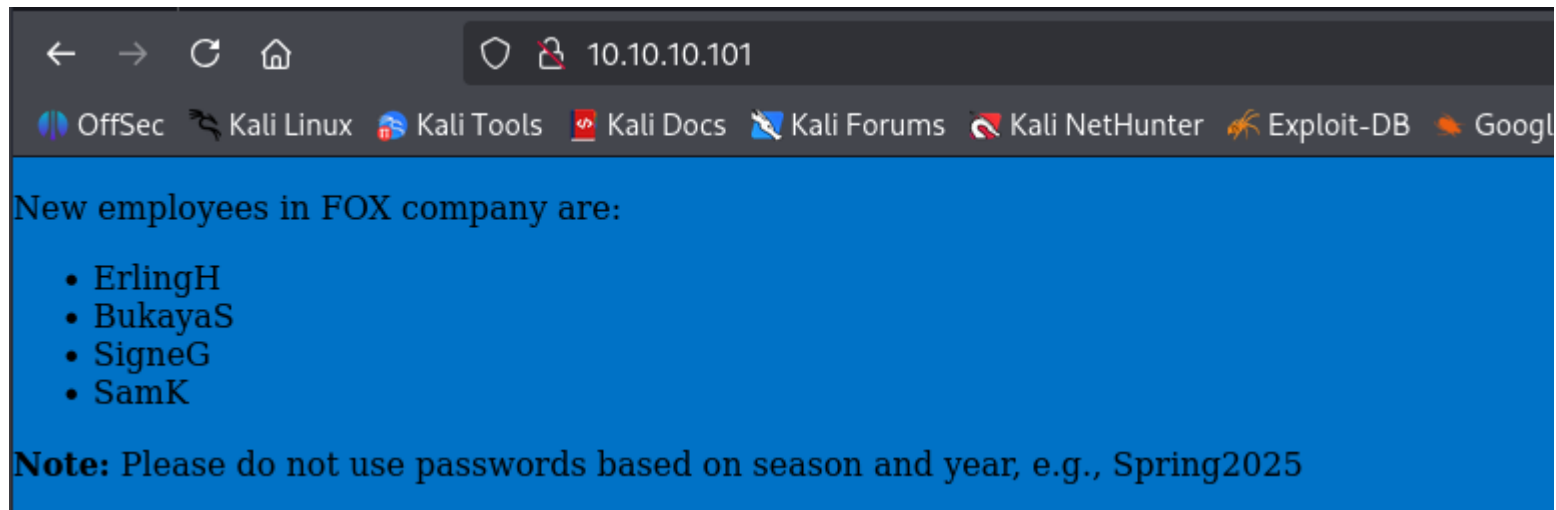 10.10.10.101
OffSec Kali Linux Kali Tools Kali Docs Kali Forums Kali NetHunter Exploit-DB Googl
New employees in FOX company are:
• ErlingH
• BukayaS
• SigneG
• SamK
Note: Please do not use passwords based on season and year, e.g., Spring2025